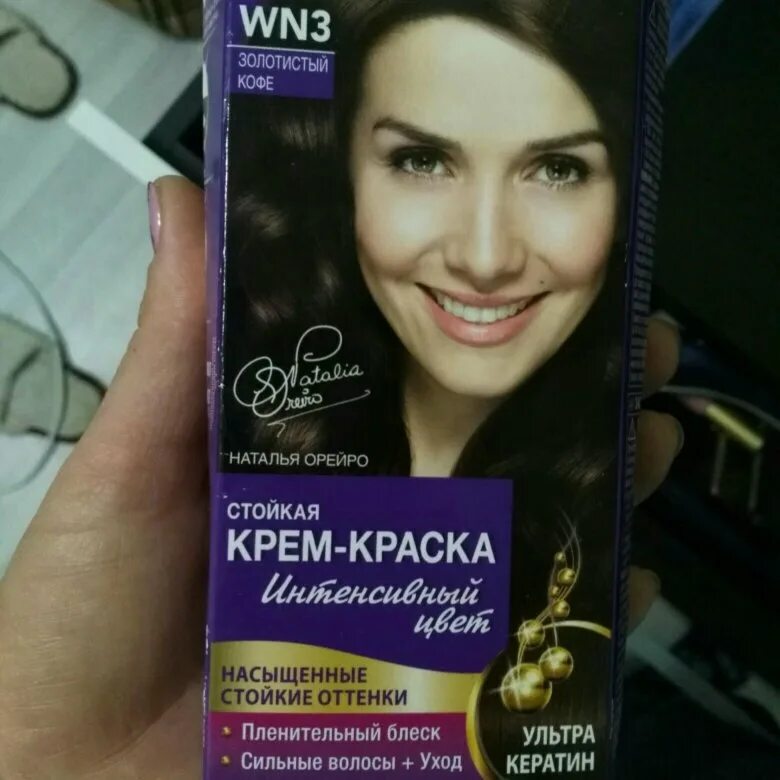 WN3
ЗОЛОТИСТЫЙ
КОФЕ
Natalia
Oreiro
НАТАЛЬЯ ОРЕЙРО
СТОЙКАЯ
КРЕМ-КРАСКА
Интенсивный
цвет
НАСЫЩЕННЫЕ
СТОЙКИЕ ОТТЕНКИ
• Пленительный блеск
• Сильные волосы + Уход
УЛЬТРА
КЕРАТИН